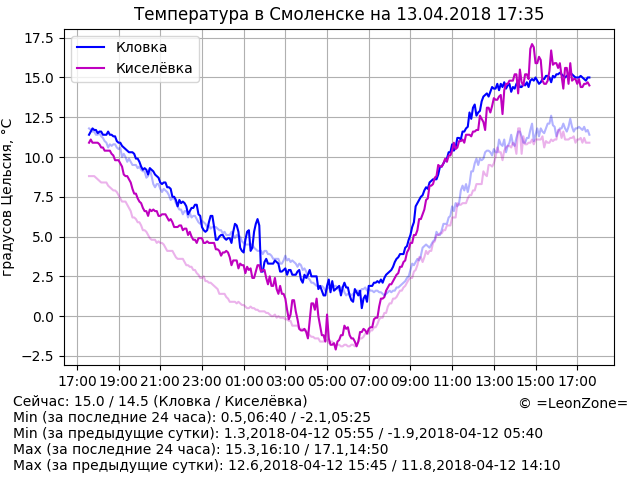 Температура в Смоленске на 13.04.2018 17:35
17.5
15.0
12.5
10.0
7.5
5.0
2.5
0.0
−2.5
градусов Цельсия, °C
Кловка
Киселёвка
17:00 19:00 21:00 23:00 01:00 03:00 05:00 07:00 09:00 11:00 13:00 15:00 17:00
Сейчас: 15.0 / 14.5 (Кловка / Киселёвка)
© =LeonZone=
Min (за последние 24 часа): 0.5,06:40 / -2.1,05:25
Min (за предыдущие сутки): 1.3,2018-04-12 05:55 / -1.9,2018-04-12 05:40
Max (за последние 24 часа): 15.3,16:10 / 17.1,14:50
Max (за предыдущие сутки): 12.6,2018-04-12 15:45 / 11.8,2018-04-12 14:10